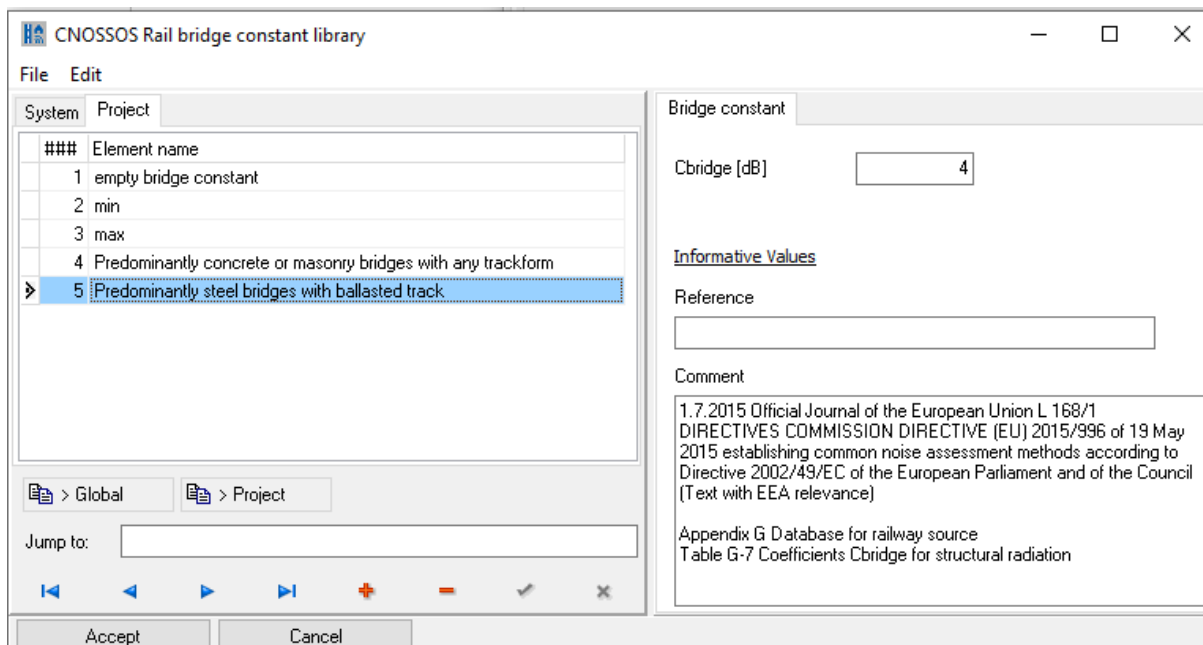 CNOSSOS Rail bridge constant library
File Edit
System Project
### Element name
1 empty bridge constant
2 min
3 max
4 Predominantly concrete or masonry bridges with any trackform
5 Predominantly steel bridges with ballasted track
> Global > Project
Jump to:
Accept Cancel
Bridge constant
Cbridge [dB] 4
Informative Values
Reference
Comment
1.7.2015 Official Journal of the European Union L 168/1
DIRECTIVES COMMISSION DIRECTIVE (EU) 2015/996 of 19 May
2015 establishing common noise assessment methods according to
Directive 2002/49/EC of the European Parliament and of the Council
(Text with EEA relevance)
Appendix G Database for railway source
Table G-7 Coefficients Cbridge for structural radiation